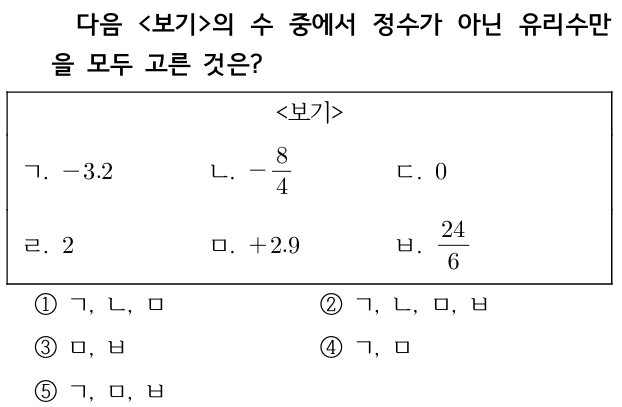 다음 <보기>의 수 중에서 정수가 아닌 유리수만
을 모두 고른 것은?
<보기>
ㄱ. −3.2 ㄴ. −8/4 ㄷ. 0
ㄹ. 2 ㅁ. +2.9 ㅂ. 24/6
① ㄱ, ㄴ, ㅁ ② ㄱ, ㄴ, ㅁ, ㅂ
③ ㅁ, ㅂ ④ ㄱ, ㅁ
⑤ ㄱ, ㅁ, ㅂ